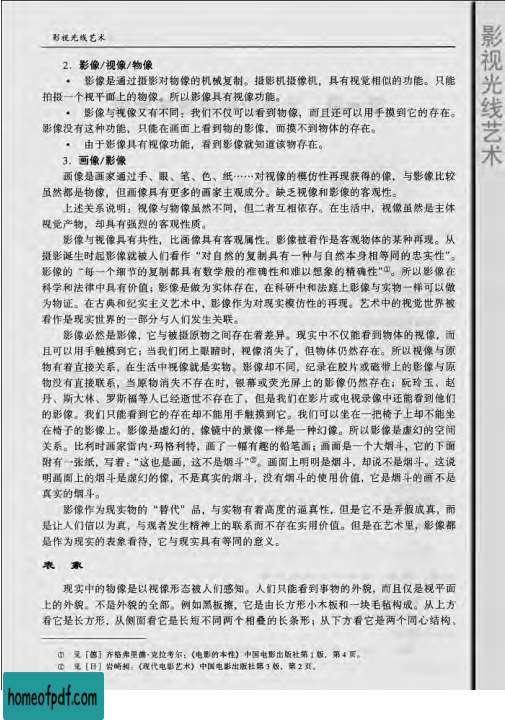 影视光线艺术
2. 影像/视像/物像
• 影像是通过摄影对物像的机械复制。摄影机摄像机，具有视觉相似的功能。只能
拍摄一个视平面上的物像。所以影像具有视像功能。
• 影像与视像又有不同：我们不仅可以看到物像，而且还可以用手摸到它的存在。
影像没有这种功能，只能在画面上看到物的影像，而摸不到物体的存在。
• 由于影像具有视像功能，看到影像就知道该物存在。
3. 画像/影像
画像是画家通过手、眼、笔、色、纸……对视像的模仿性再现获得的像，与影像比较
虽然都是物像，但画像具有更多的画家主观成分。缺乏视像和影像的客观性。
上述关系说明：视像与物像虽然不同，但二者互相依存。在生活中，视像虽然是主体
视觉产物，却具有强烈的客观性质。
影像与视像具有共性，比画像具有客观属性。影像被看作是客观物体的某种再现。从
摄影诞生时起影像就被人们看作“对自然的复制具有一种与自然本身相等同的忠实性”。
影像的“每一个细节的复制都具有数学般的准确性和难以想象的精确性”①。所以影像在
科学和法律中具有价值；影像是做为实体存在，在科研中和法庭上影像与实物一样可以做
为物证。在古典和纪实主义艺术中，影像作为对现实模仿性的再现。艺术中的视觉世界被
看作是现实世界的一部分与人们发生关联。
影像必然是影像，它与被摄原物之间存在着差异。现实中不仅能看到物体的视像，而
且可以用手触摸到它；当我们闭上眼睛时，视像消失了，但物体仍然存在。所以视像与原
物有着直接关系，在生活中视像就是实物。影像却不同，纪录在胶片或磁带上的影像与原
物没有直接联系，当原物消失不存在时，银幕或荧光屏上的影像仍然存在；阮玲玉、赵
丹、斯大林、罗斯福等人已经逝世不存在了，但是我们在影片或电视录像中还能看到他们
的影像。我们只能看到它的存在却不能用手触摸到它。我们可以坐在一把椅子上却不能坐
在椅子的影像上。影像是虚幻的，像镜中的景像一样是一种幻像。所以影像是虚幻的空间
关系。比利时画家雷内·玛格利特，画了一幅有趣的铅笔画；画面是一个大烟斗，它的下面
附有一张纸，写着：“这也是画，这不是烟斗”②。画面上明明是烟斗，却说不是烟斗。这说
明画面上的烟斗是虚幻的像，不是真实的烟斗，没有烟斗的使用价值，它是烟斗的画不是
真实的烟斗。
影像作为现实物的“替代”品，与实物有着高度的逼真性，但是它不是弄假成真，而
是让人们信以为真，与观者发生精神上的联系而不存在实用价值。但是在艺术里，影像都
是作为现实的表象看待，它与现实具有等同的意义。
表 象
现实中的物像是以视像形态被人们感知。人们只能看到事物的外貌，而且仅是视平面
上的外貌。不是外貌的全部。例如黑板擦，它是由长方形小木板和一块毛毡构成。从上方
看它是长方形，从侧面看它是长短不同两个相叠的长条形；从下方看它是两个同心结构、
① 见［德］齐格弗里德·克拉考尔：《电影的本性》中国电影出版社第1版，第4页。
② 见［日］岩崎昶：《现代电影艺术》中国电影出版社第3版，第2页。
影视光线艺术
homeofpdf.com